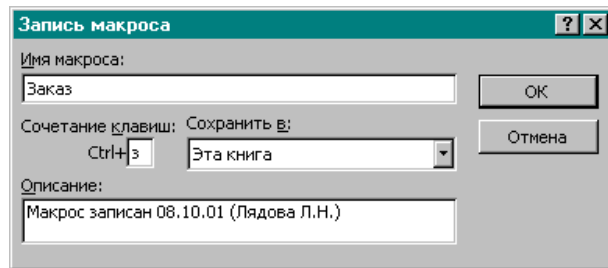 Запись макроса
Имя макроса:
Заказ
OK
Сочетание клавиш: Сохранить в:
Ctrl+ з Эта книга
Отмена
Описание:
Макрос записан 08.10.01 (Лядова Л.Н.)